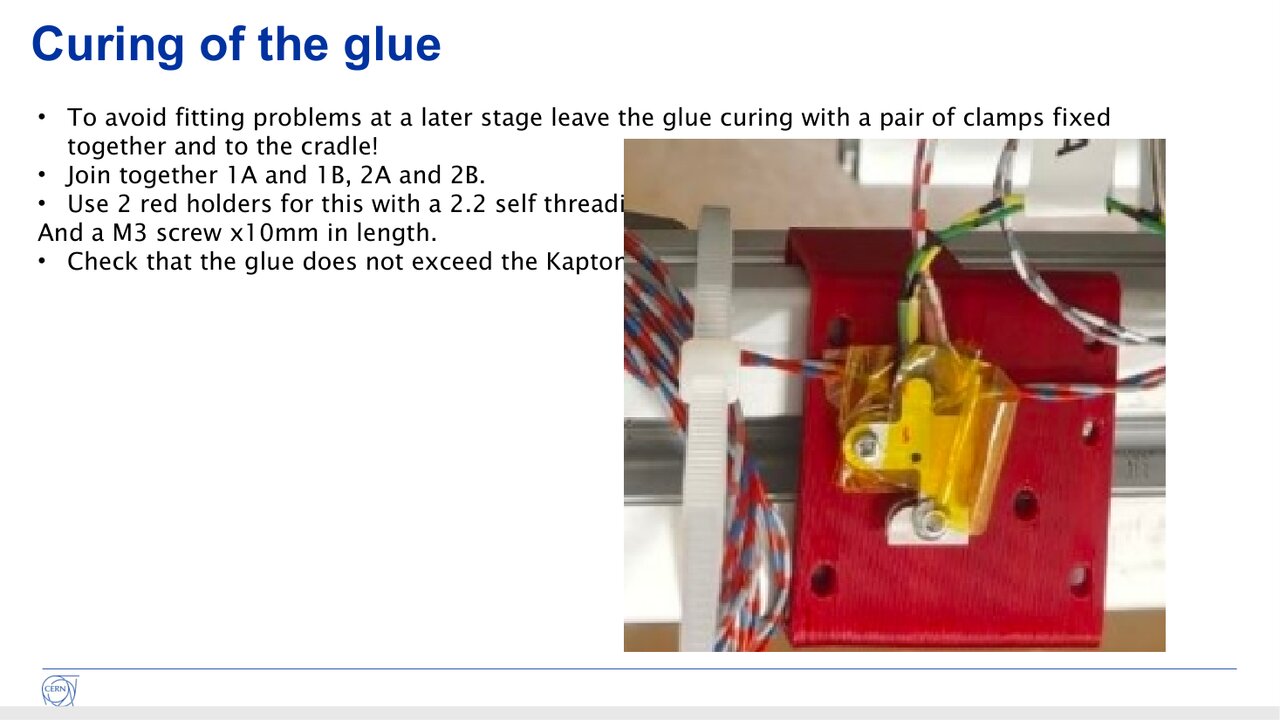 Curing of the glue
• To avoid fitting problems at a later stage leave the glue curing with a pair of clamps fixed
together and to the cradle!
• Join together 1A and 1B, 2A and 2B.
• Use 2 red holders for this with a 2.2 self threadi
And a M3 screw x10mm in length.
• Check that the glue does not exceed the Kapton
CERN